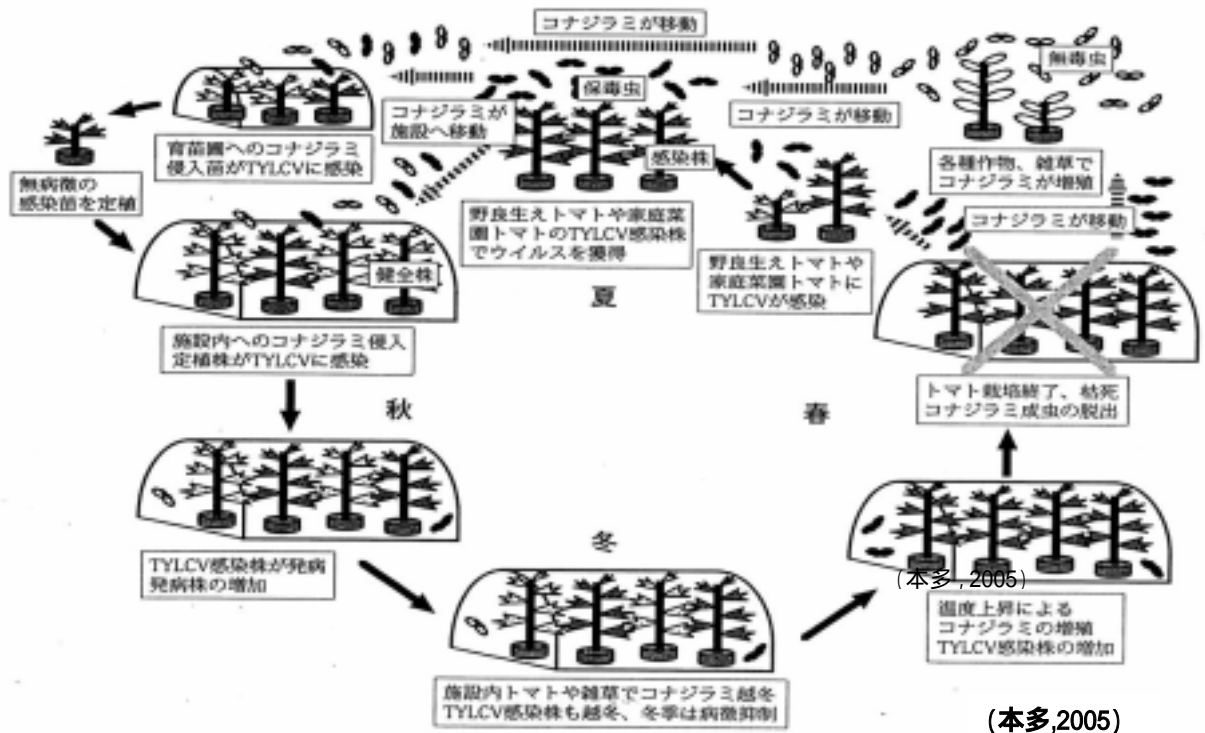 コナジラミが移動
無毒虫
保毒虫
コナジラミが
施設へ移動
コナジラミが移動
育苗圃へのコナジラミ
侵入苗がTYLCVに感染
感染株
各種作物、雑草で
コナジラミが増殖
無病徴の
感染苗を定植
野良生えトマトや家庭菜
園トマトのTYLCV感染株
でウイルスを獲得
コナジラミが移動
野良生えトマトや
家庭菜園トマトに
TYLCVが感染
健全株
夏
施設内へのコナジラミ侵入
定植株がTYLCVに感染
トマト栽培終了、枯死
コナジラミ成虫の脱出
秋
春
TYLCV感染株が発病
発病株の増加
冬
(本多, 2005)
温度上昇による
コナジラミの増殖
TYLCV感染株の増加
施設内トマトや雑草でコナジラミ越冬
TYLCV感染株も越冬、冬季は病徴抑制
(本多,2005)